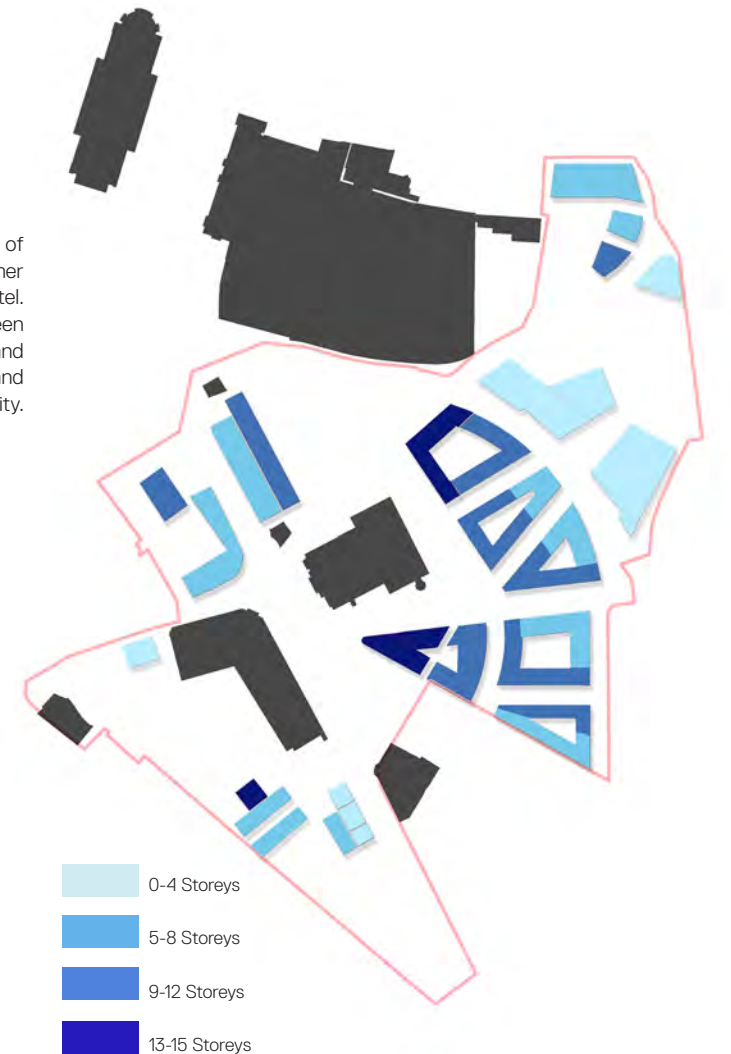 of
her
tel.
een
and
and
ity.
0-4 Storeys
5-8 Storeys
9-12 Storeys
13-15 Storeys